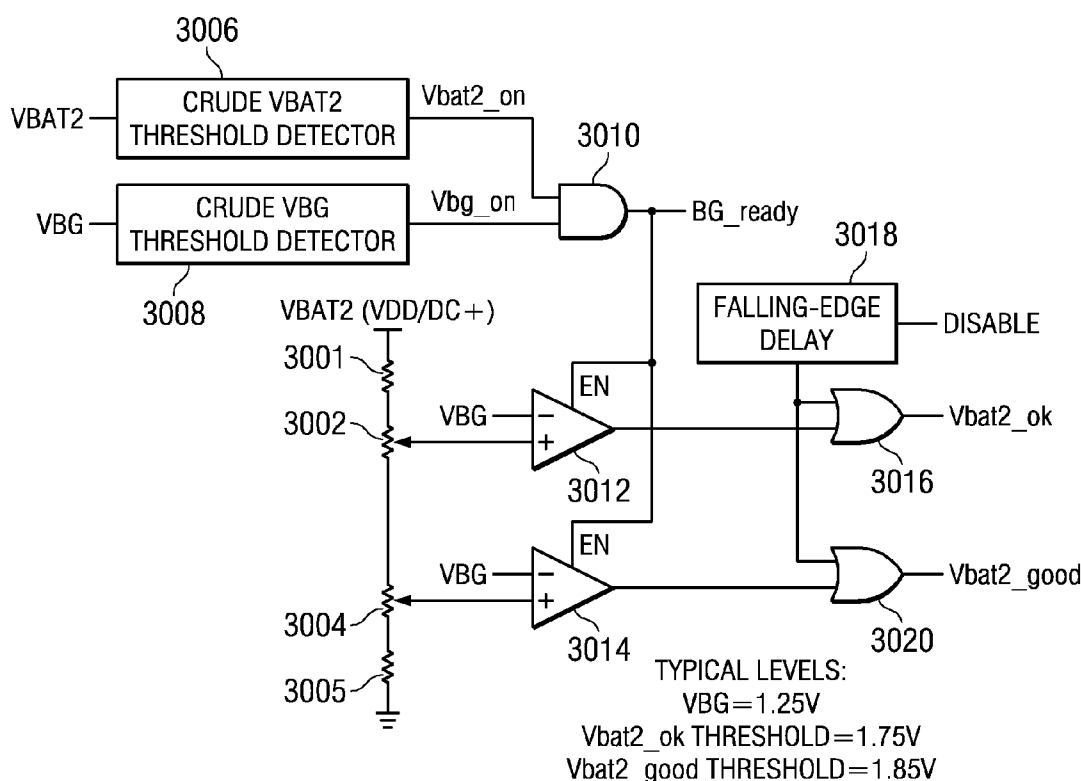 3006
VBAT2
CRUDE VBAT2
THRESHOLD DETECTOR
Vbat2_on
3010
VBG
CRUDE VBG
THRESHOLD DETECTOR
Vbg_on
BG_ready
3008
3018
FALLING-EDGE
DELAY
DISABLE
VBAT2 (VDD/DC+)
3001
3002
VBG
EN
−
+
3012
Vbat2_ok
3016
3004
VBG
EN
−
+
3014
Vbat2_good
3020
3005
TYPICAL LEVELS:
VBG=1.25V
Vbat2_ok THRESHOLD=1.75V
Vbat2_good THRESHOLD=1.85V